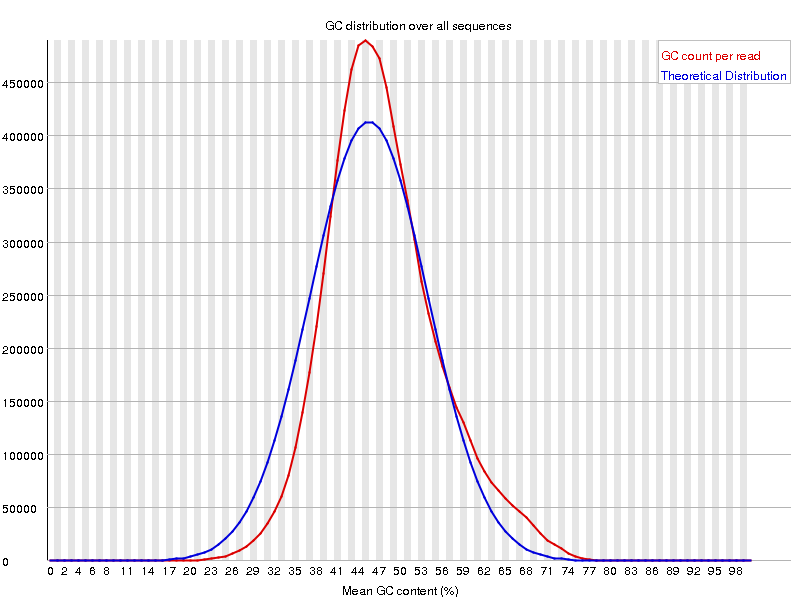 GC distribution over all sequences
GC count per read
Theoretical Distribution
450000
400000
350000
300000
250000
200000
150000
100000
50000
0
0 2 4 6 8 11 14 17 20 23 26 29 32 35 38 41 44 47 50 53 56 59 62 65 68 71 74 77 80 83 86 89 92 95 98
Mean GC content (%)